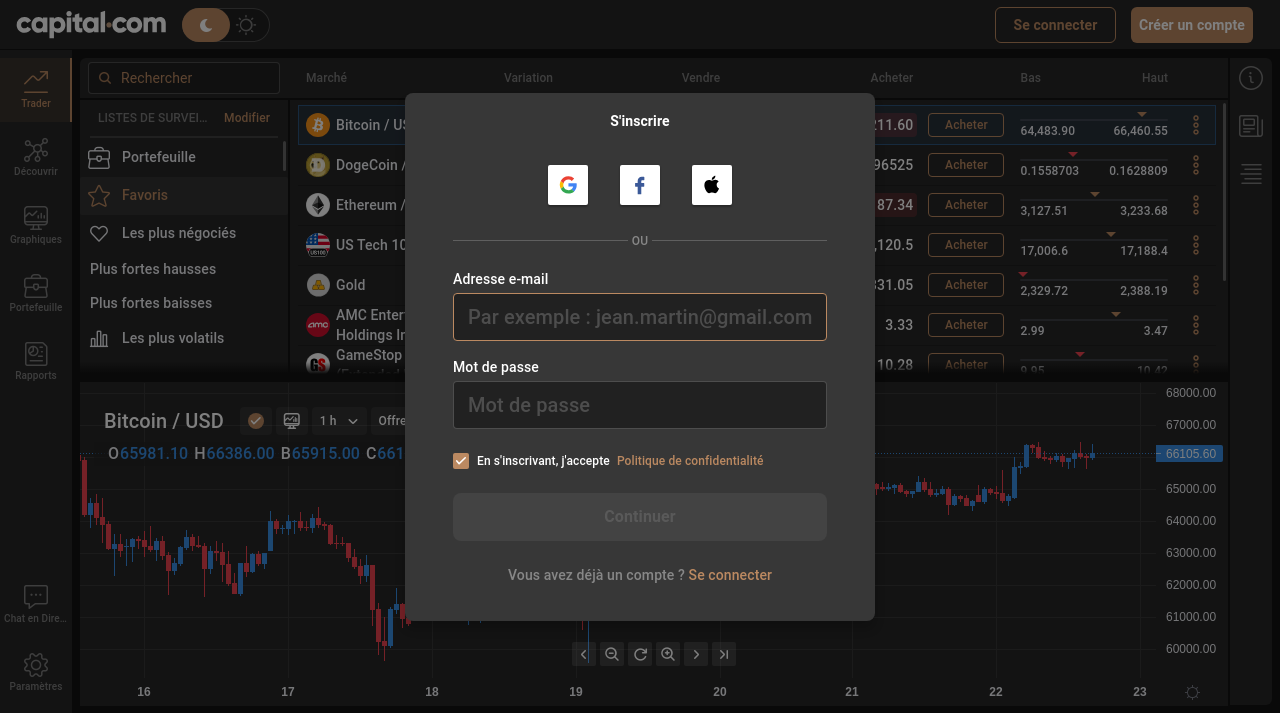 capital.com
Se connecter
Créer un compte
Trader
Découvrir
Graphiques
Portefeuille
Rapports
Chat en Dire...
Paramètres
Rechercher
LISTES DE SURVEI... Modifier
Portefeuille
Favoris
Les plus négociés
Plus fortes hausses
Plus fortes baisses
Les plus volatils
Marché Variation Vendre Acheter Bas Haut
Bitcoin / US 211.60 Acheter 64,483.90 66,460.55
DogeCoin / 96525 Acheter 0.1558703 0.1628809
Ethereum / 87.34 Acheter 3,127.51 3,233.68
US Tech 10 ,120.5 Acheter 17,006.6 17,188.4
Gold 331.05 Acheter 2,329.72 2,388.19
AMC Enter
Holdings In 3.33 Acheter 2.99 3.47
GameStop 10.28 Acheter 9.95 10.42
S'inscrire
OU
Adresse e-mail
Par exemple : jean.martin@gmail.com
Mot de passe
Mot de passe
En s'inscrivant, j'accepte Politique de confidentialité
Continuer
Vous avez déjà un compte ? Se connecter
Bitcoin / USD 1 h Offre
O65981.10 H66386.00 B65915.00 C661
68000.00
67000.00
66105.60
65000.00
64000.00
63000.00
62000.00
61000.00
60000.00
16 17 18 19 20 21 22 23